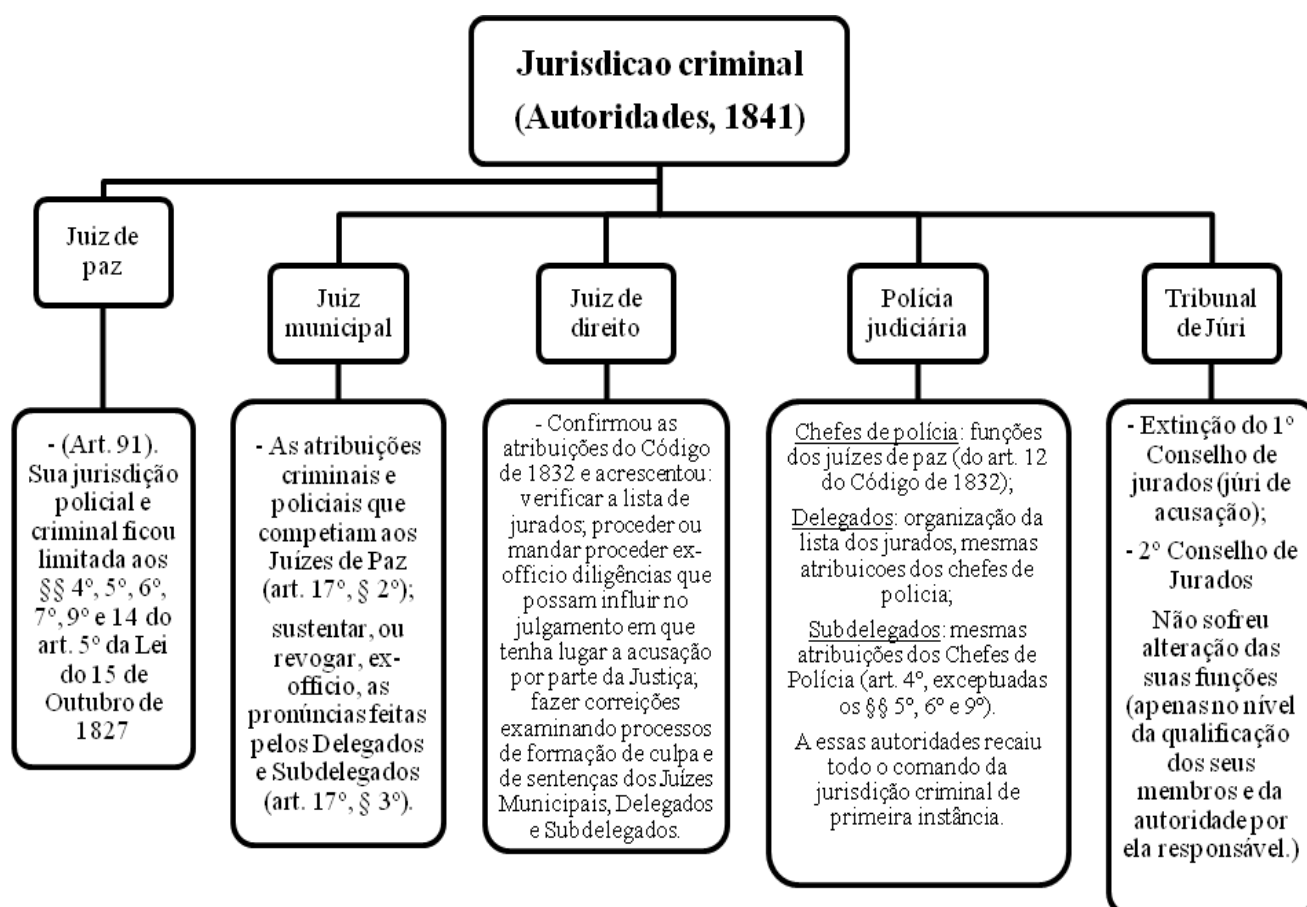 Jurisdicao criminal
(Autoridades, 1841)
Juiz de
paz
Juiz
municipal
Juiz de
direito
Polícia
judiciária
Tribunal
de Júri
- (Art. 91).
Sua jurisdição
policial e
criminal ficou
limitada aos
§§ 4º, 5º, 6º,
7º, 9º e 14 do
art. 5º da Lei
do 15 de
Outubro de
1827
- As atribuições
criminais e
policiais que
competiam aos
Juízes de Paz
(art. 17º, § 2º);
sustentar, ou
revogar, ex-
officio, as
pronúncias feitas
pelos Delegados
e Subdelegados
(art. 17º, § 3º).
- Confirmou as
atribuições do Código
de 1832 e acrescentou:
verificar a lista de
jurados; proceder ou
mandar proceder ex-
officio diligências que
possam influir no
julgamento em que
tenha lugar a acusação
por parte da Justiça;
fazer correições
examinando processos
de formação de culpa e
de sentenças dos Juízes
Municipais, Delegados
e Subdelegados.
Chefes de polícia: funções
dos juízes de paz (do art. 12
do Código de 1832);
Delegados: organização da
lista dos jurados, mesmas
atribuicoes dos chefes de
policia;
Subdelegados: mesmas
atribuições dos Chefes de
Polícia (art. 4º, exceptuadas
os §§ 5º, 6º e 9º).
A essas autoridades recaiu
todo o comando da
jurisdição criminal de
primeira instância.
- Extinção do 1º
Conselho de
jurados (júri de
acusação);
- 2º Conselho de
Jurados
Não sofreu
alteração das
suas funções
(apenas no nível
da qualificação
dos seus
membros e da
autoridade por
ela responsável.)